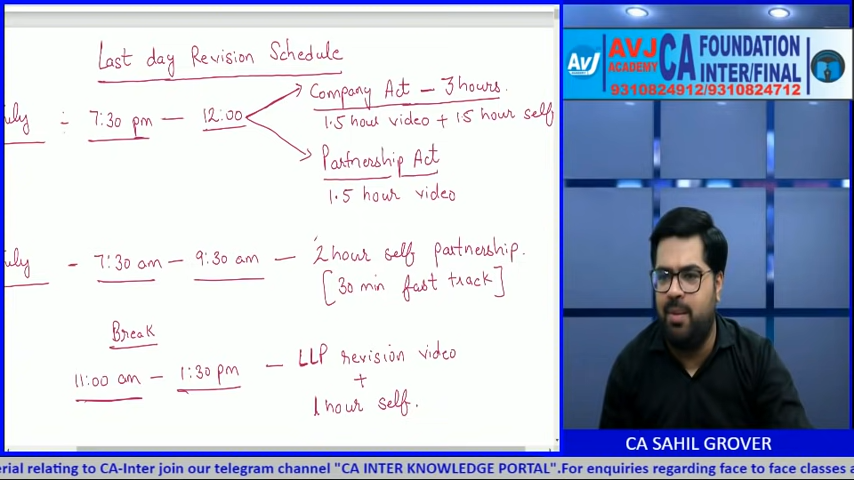 Last day Revision Schedule
uly : 7:30 pm — 12:00
Company Act — 3 hours.
1.5 hour video + 1.5 hour self
Partnership Act
1.5 hour video
uly - 7:30 am — 9:30 am — 2 hour self partnership.
[30 min fast track]
Break
11:00 am — 1:30 pm — LLP revision video
+
1 hour self.
AVJ
AVJ
ACADEMY
CA
FOUNDATION
INTER/FINAL
9310824912/9310824712
CA SAHIL GROVER
erial relating to CA-Inter join our telegram channel "CA INTER KNOWLEDGE PORTAL".For enquiries regarding face to face classes a